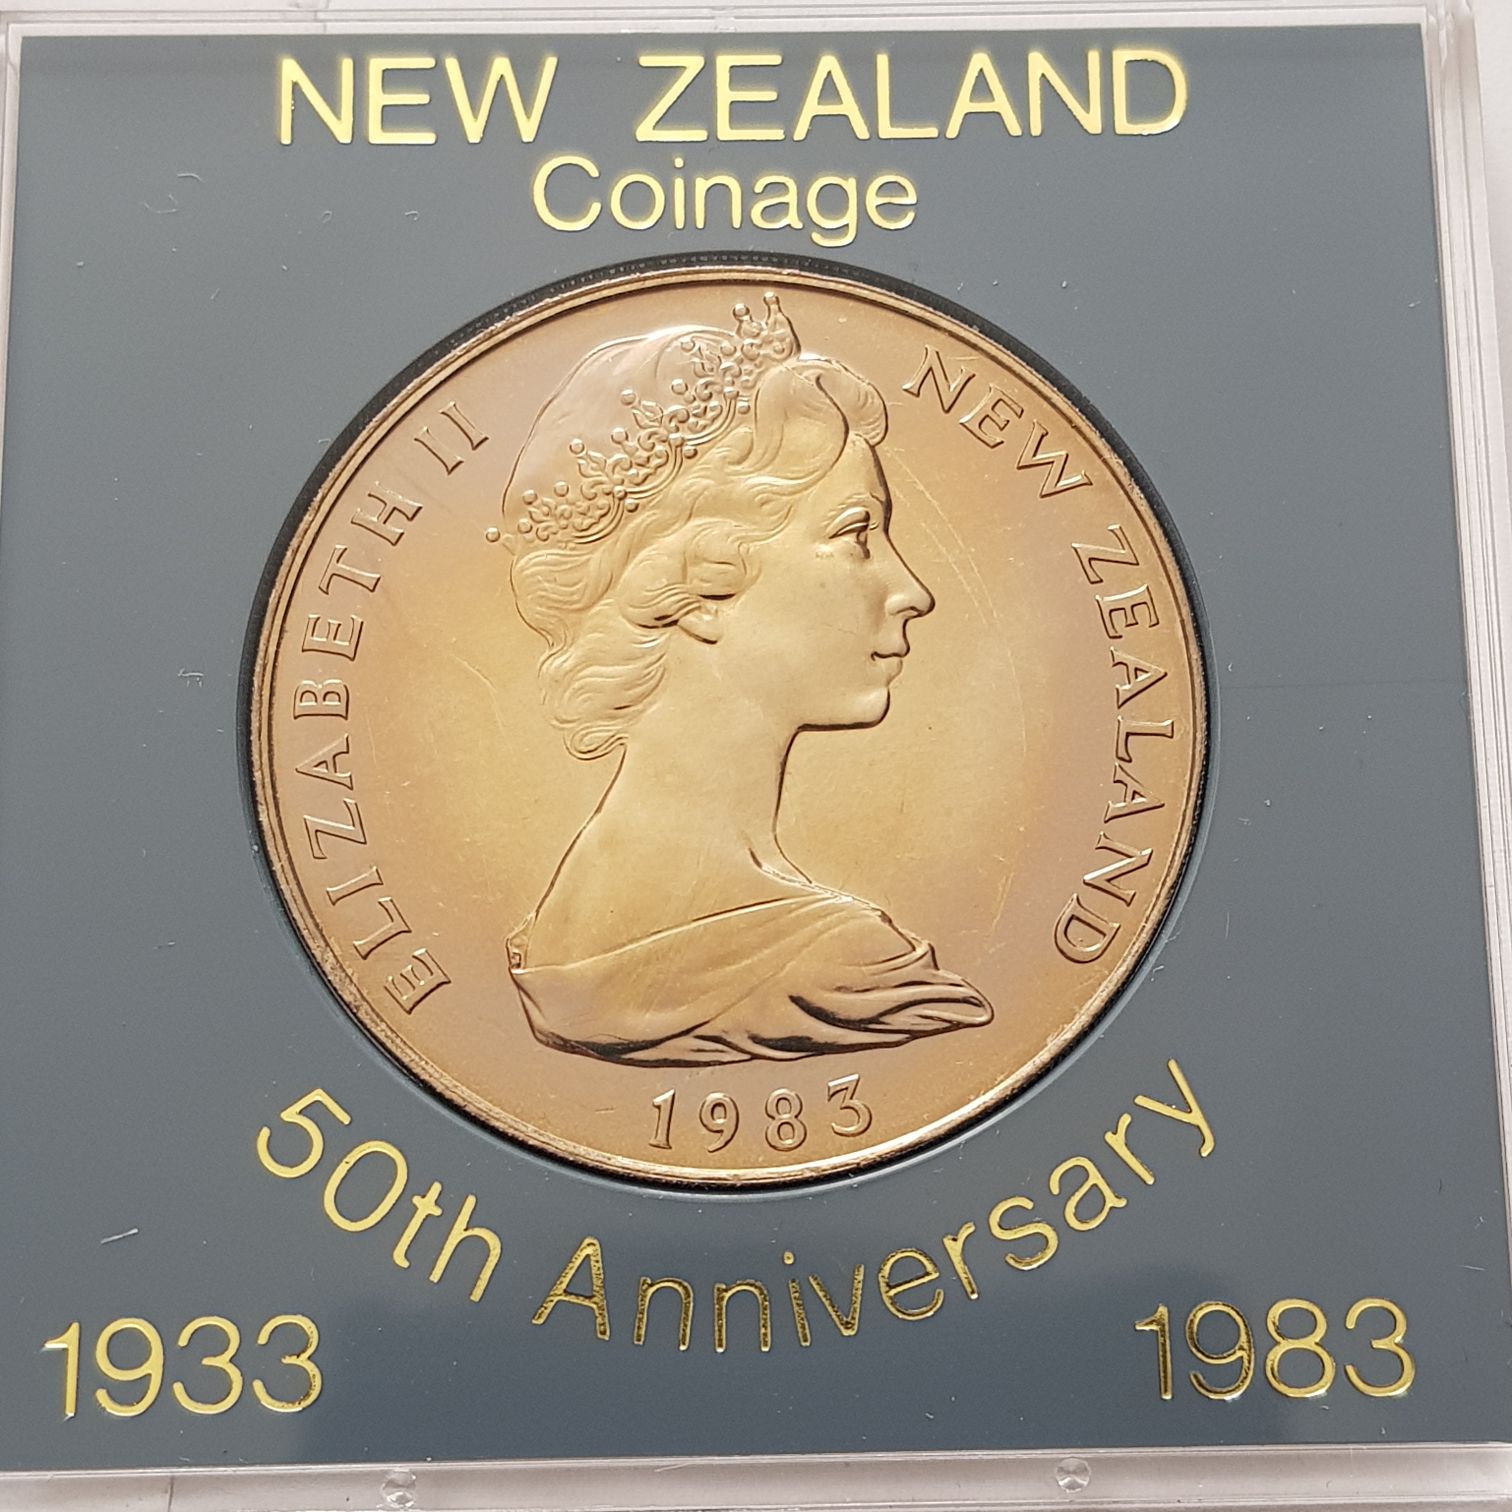 NEW ZEALAND
Coinage
ELIZABETH II
NEW ZEALAND
1983
50th Anniversary
1933
1983